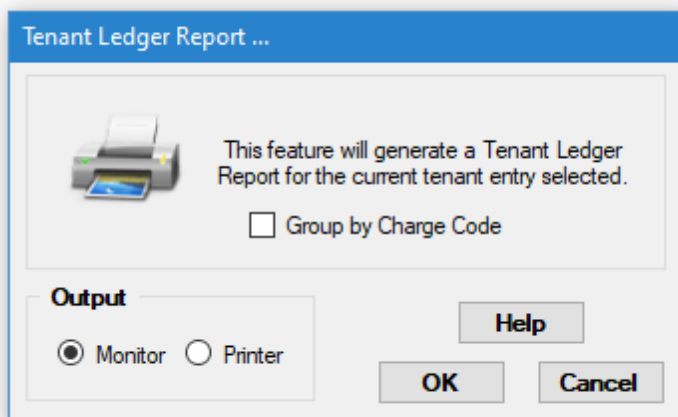 Tenant Ledger Report ...
This feature will generate a Tenant Ledger
Report for the current tenant entry selected.
Group by Charge Code
Output
Monitor Printer
Help
OK Cancel